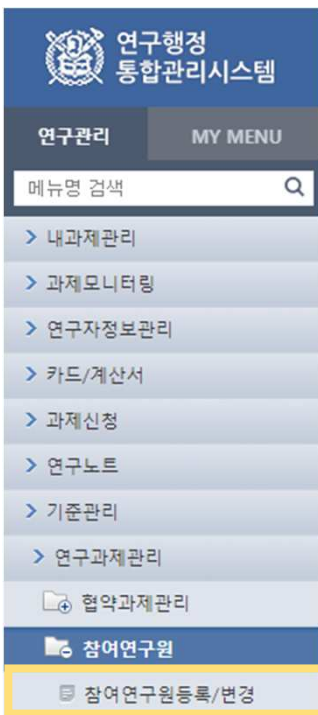 연구행정
통합관리시스템
연구관리 MY MENU
메뉴명 검색
내과제관리
과제모니터링
연구자정보관리
카드/계산서
과제신청
연구노트
기준관리
연구과제관리
협약과제관리
참여연구원
참여연구원등록/변경